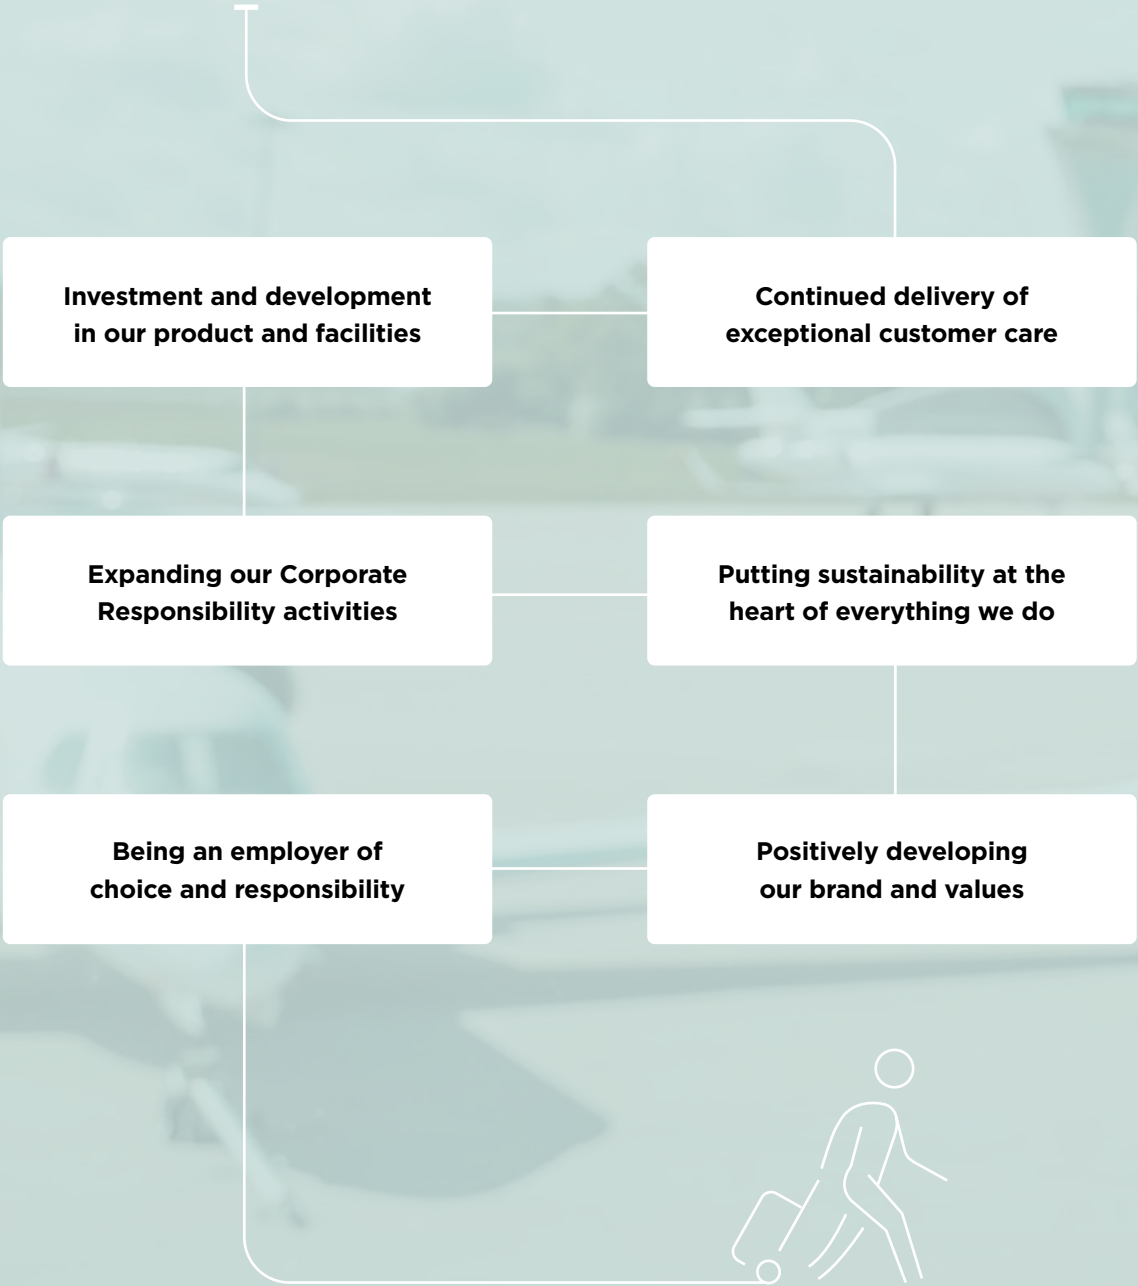 Investment and development
in our product and facilities
Continued delivery of
exceptional customer care
Expanding our Corporate
Responsibility activities
Putting sustainability at the
heart of everything we do
Being an employer of
choice and responsibility
Positively developing
our brand and values